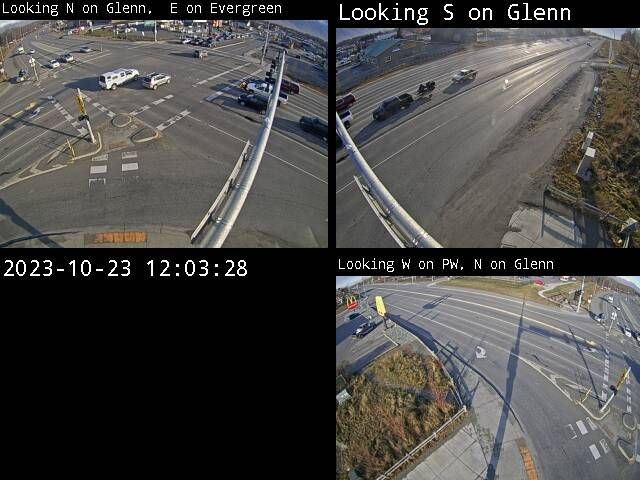 Looking N on Glenn,  E on Evergreen
Looking S on Glenn
2023-10-23 12:03:28
Looking W on PW, N on Glenn